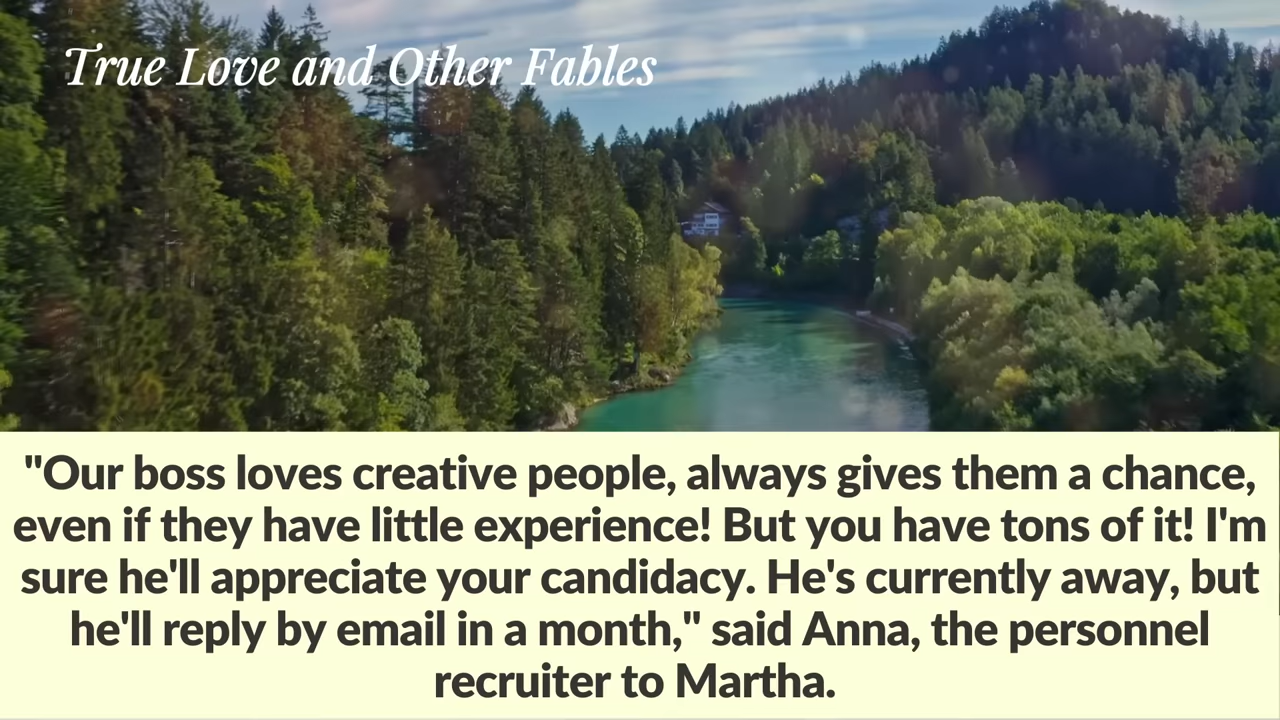 True Love and Other Fables
"Our boss loves creative people, always gives them a chance,
even if they have little experience! But you have tons of it! I'm
sure he'll appreciate your candidacy. He's currently away, but
he'll reply by email in a month," said Anna, the personnel
recruiter to Martha.